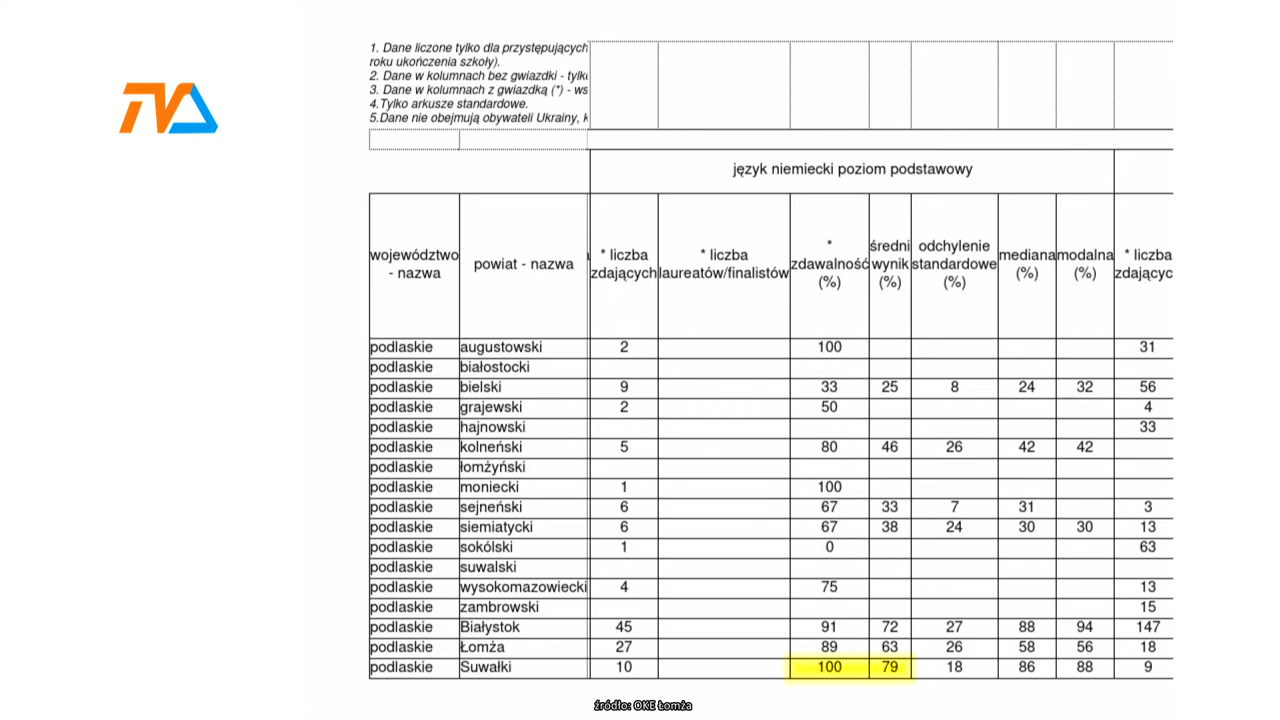 1. Dane liczone tylko dla przystępujących
roku ukończenia szkoły).
2. Dane w kolumnach bez gwiazdki - tylk
3. Dane w kolumnach z gwiazdką (*) - ws
4.Tylko arkusze standardowe.
5.Dane nie obejmują obywateli Ukrainy, k
TVA
język niemiecki poziom podstawowy
województwo - nazwa powiat - nazwa * liczba zdających * liczba laureatów/finalistów * zdawalność (%) średni wynik (%) odchylenie standardowe (%) mediana (%) modalna (%) * liczba zdającyc
podlaskie augustowski 2 100 31
podlaskie białostocki
podlaskie bielski 9 33 25 8 24 32 56
podlaskie grajewski 2 50 4
podlaskie hajnowski 33
podlaskie kolneński 5 80 46 26 42 42
podlaskie łomżyński
podlaskie moniecki 1 100
podlaskie sejneński 6 67 33 7 31 3
podlaskie siemiatycki 6 67 38 24 30 30 13
podlaskie sokólski 1 0 63
podlaskie suwalski
podlaskie wysokomazowiecki 4 75 13
podlaskie zambrowski 15
podlaskie Białystok 45 91 72 27 88 94 147
podlaskie Łomża 27 89 63 26 58 56 18
podlaskie Suwałki 10 100 79 18 86 88 9
źródło: OKE Łomża